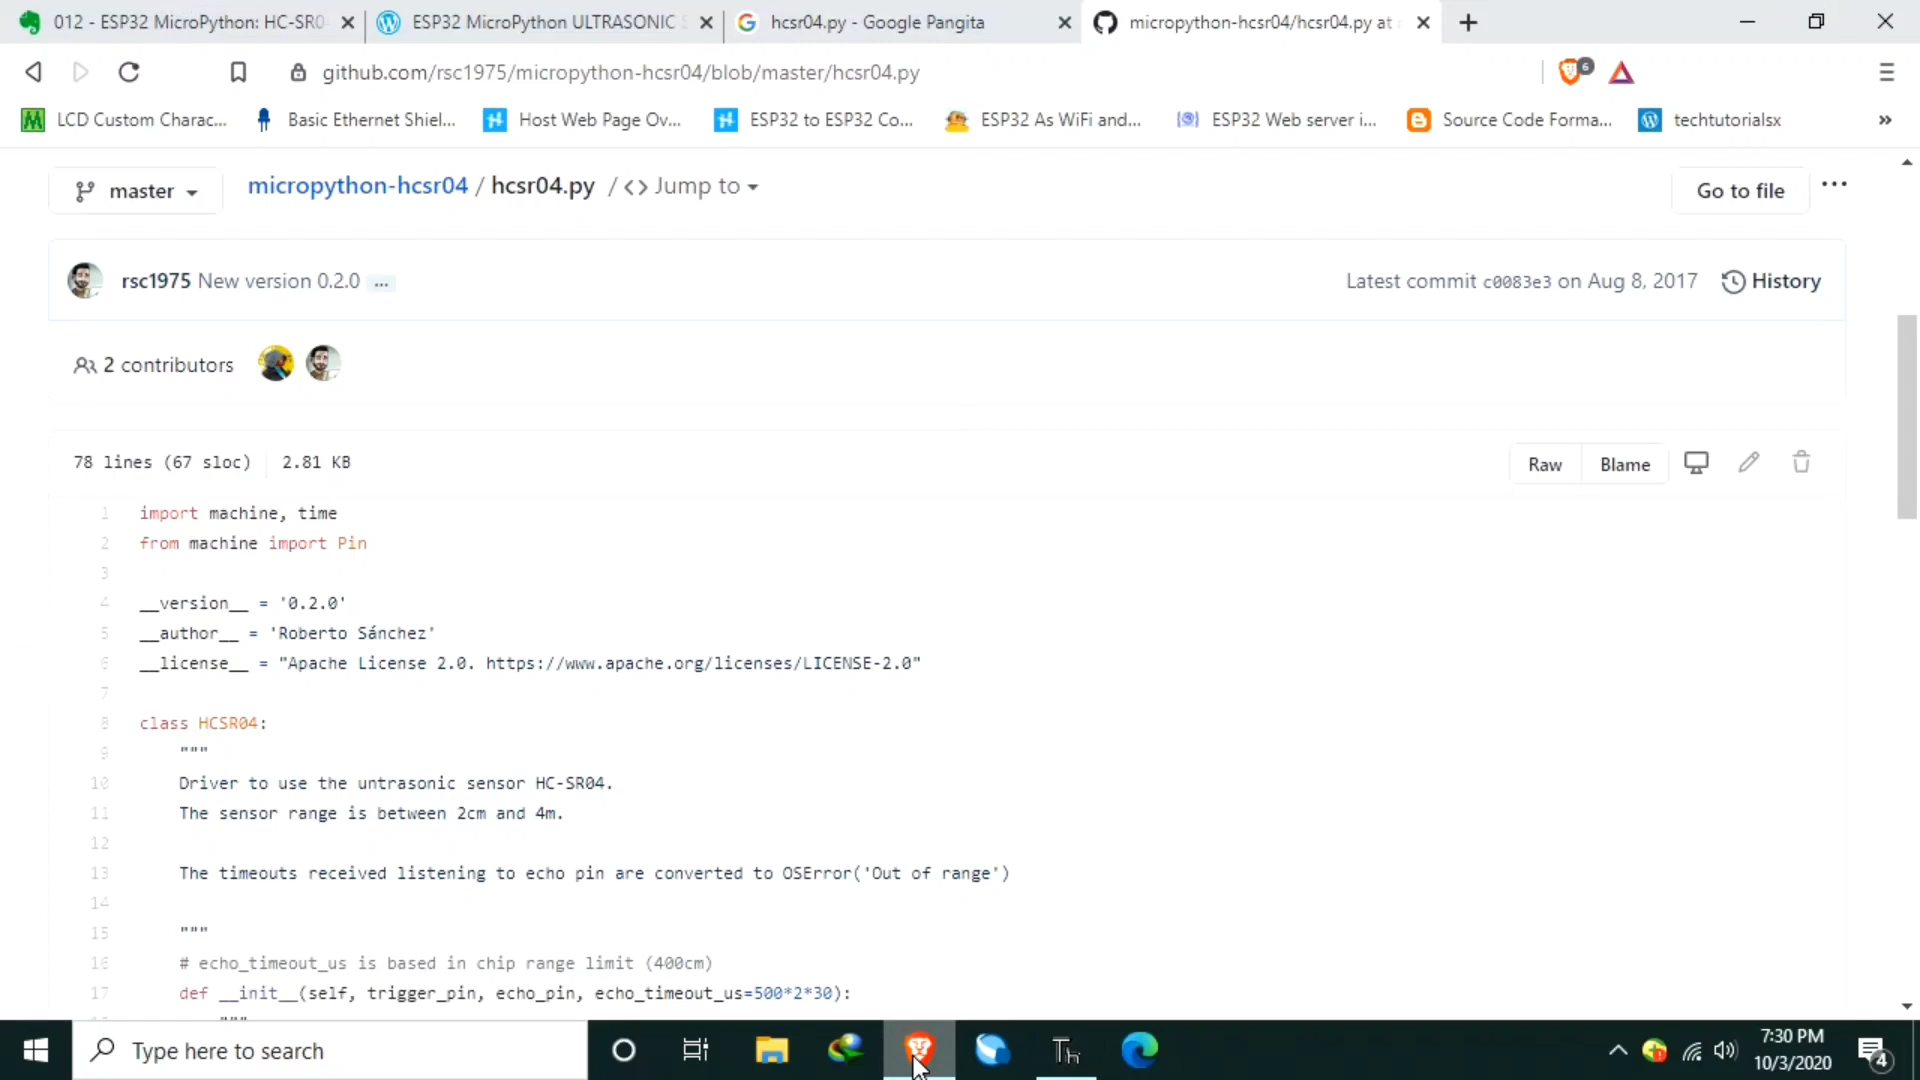 012 - ESP32 MicroPython: HC-SR0
ESP32 MicroPython ULTRASONIC S
hcsr04.py - Google Pangita
micropython-hcsr04/hcsr04.py at
github.com/rsc1975/micropython-hcsr04/blob/master/hcsr04.py
6
LCD Custom Charac...
Basic Ethernet Shiel...
Host Web Page Ov...
ESP32 to ESP32 Co...
ESP32 As WiFi and...
ESP32 Web server i...
Source Code Forma...
techtutorialsx
»
master
micropython-hcsr04 / hcsr04.py / <> Jump to
Go to file
...
rsc1975 New version 0.2.0 ...
Latest commit c0083e3 on Aug 8, 2017
History
2 contributors
78 lines (67 sloc) 2.81 KB
Raw
Blame
1 import machine, time
2 from machine import Pin
3
4 __version__ = '0.2.0'
5 __author__ = 'Roberto Sánchez'
6 __license__ = "Apache License 2.0. https://www.apache.org/licenses/LICENSE-2.0"
7
8 class HCSR04:
9 """
10 Driver to use the untrasonic sensor HC-SR04.
11 The sensor range is between 2cm and 4m.
12
13 The timeouts received listening to echo pin are converted to OSError('Out of range')
14
15 """
16 # echo_timeout_us is based in chip range limit (400cm)
17 def __init__(self, trigger_pin, echo_pin, echo_timeout_us=500*2*30):
"""
Type here to search
Th
7:30 PM
10/3/2020
4